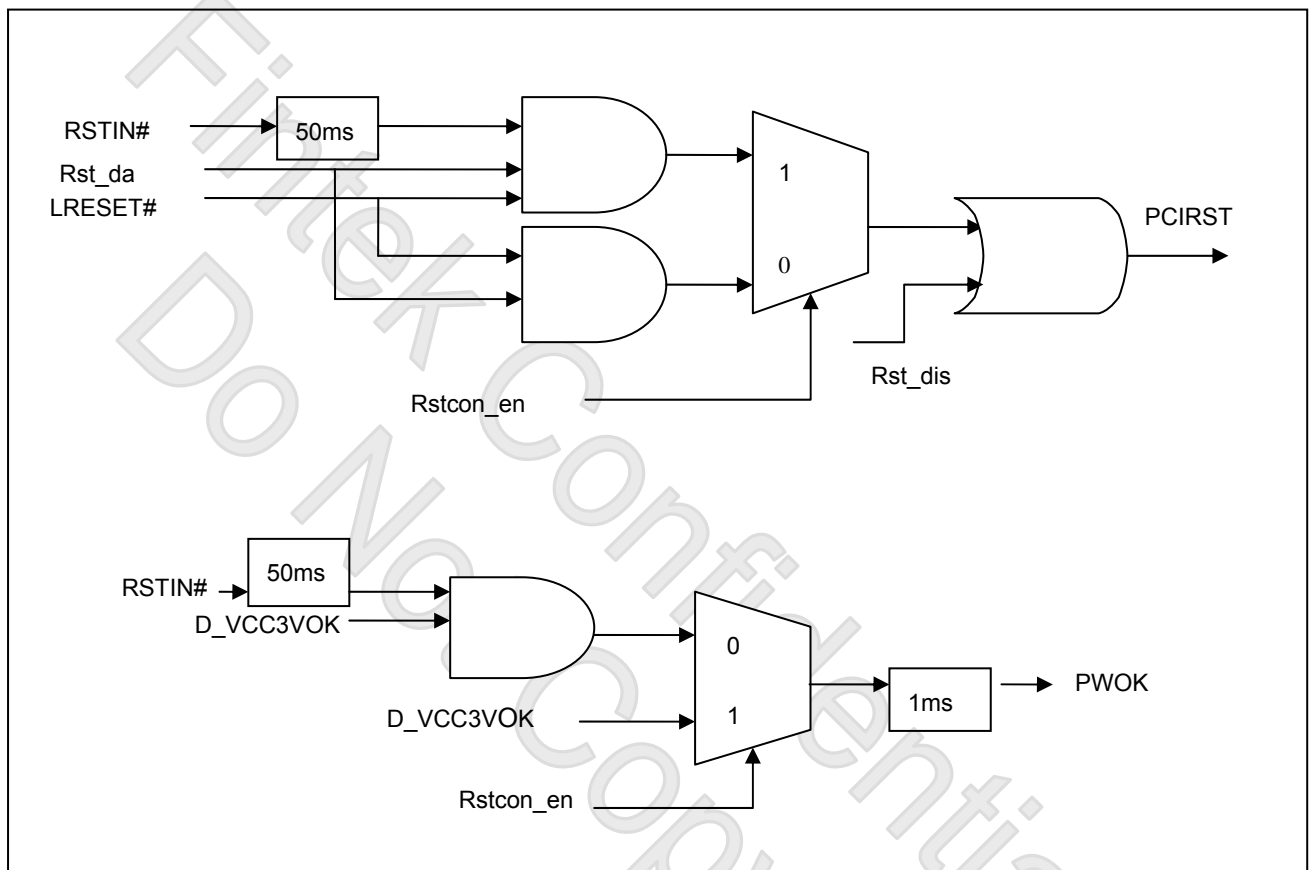 RSTIN#
50ms
Rst_da
LRESET#
1
0
PCIRST
Rst_dis
Rstcon_en
RSTIN#
50ms
D_VCC3VOK
0
D_VCC3VOK
1
1ms
PWOK
Rstcon_en
Fintek Confidentia
Do Not Copy